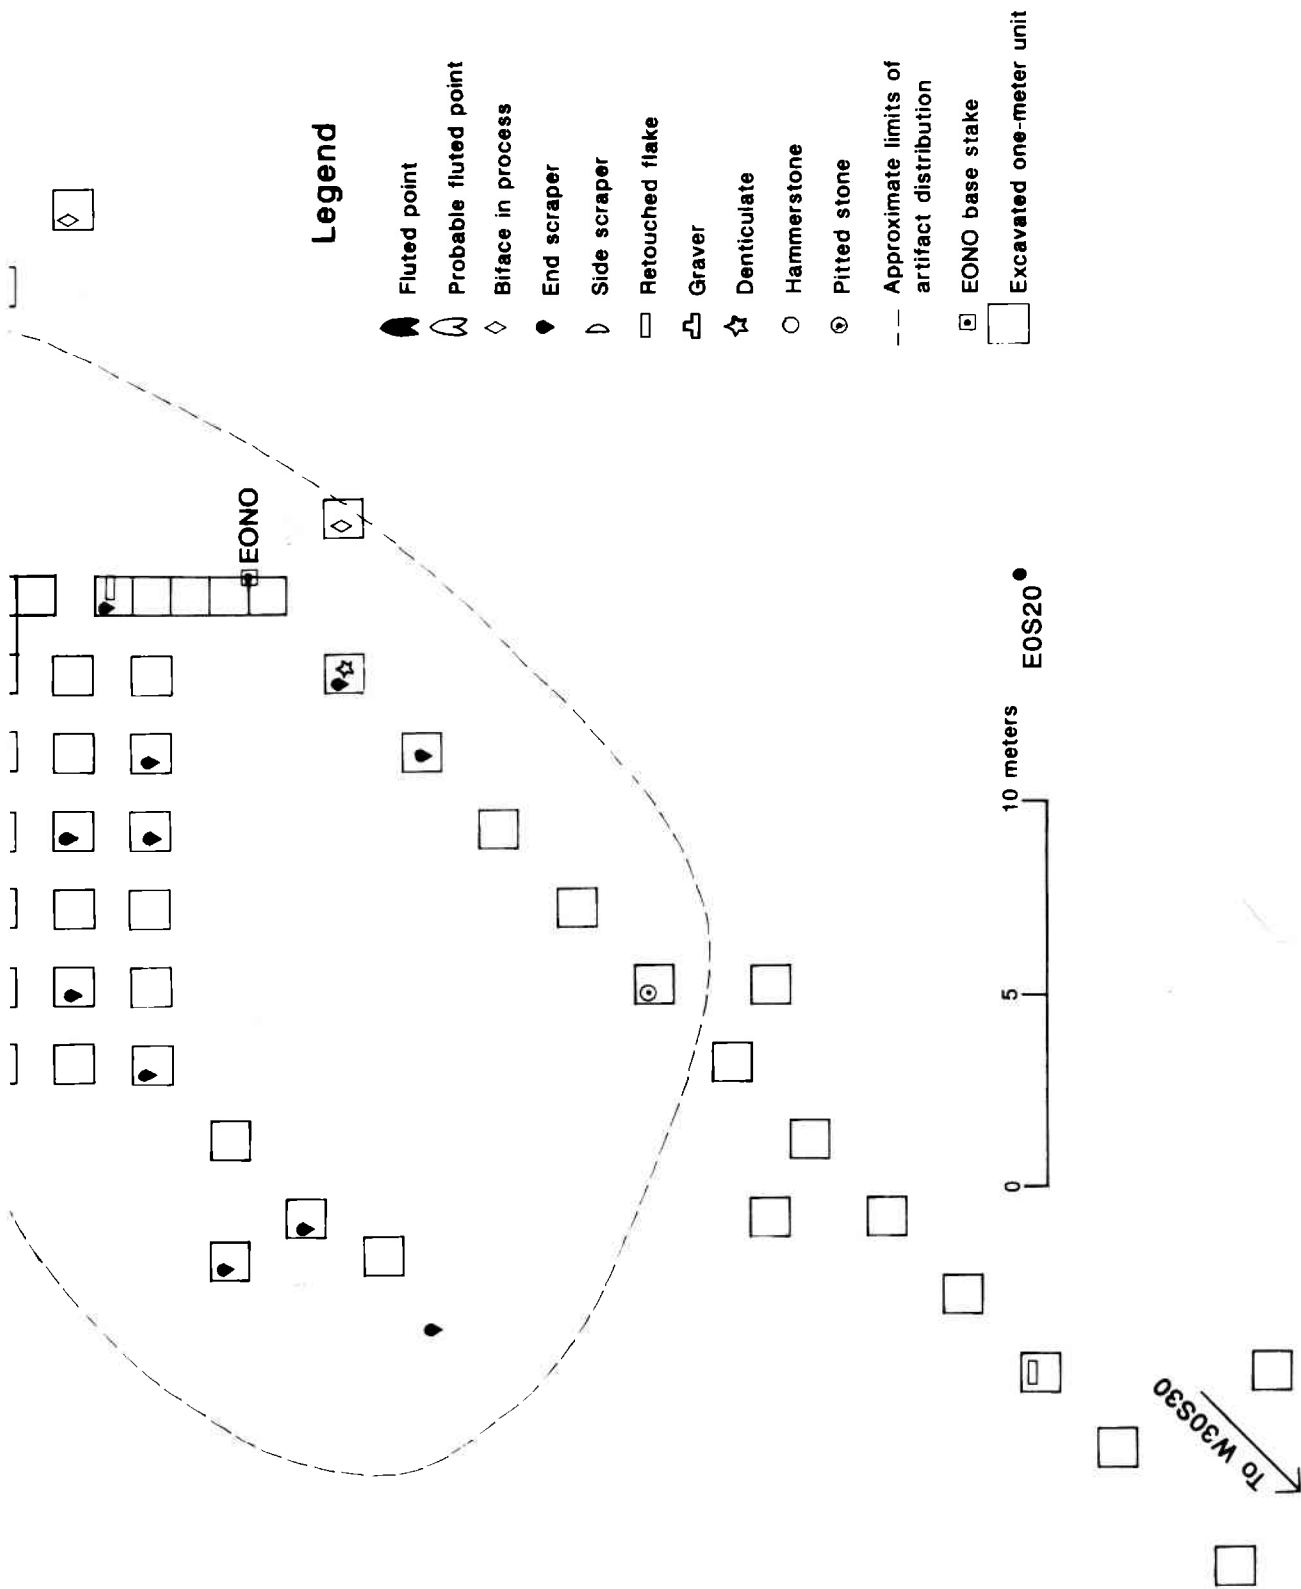 Legend
Fluted point
Probable fluted point
Biface in process
End scraper
Side scraper
Retouched flake
Graver
Denticulate
Hammerstone
Pitted stone
Approximate limits of
artifact distribution
EONO base stake
Excavated one-meter unit
EONO
EOS20
0 5 10 meters
To W30S30